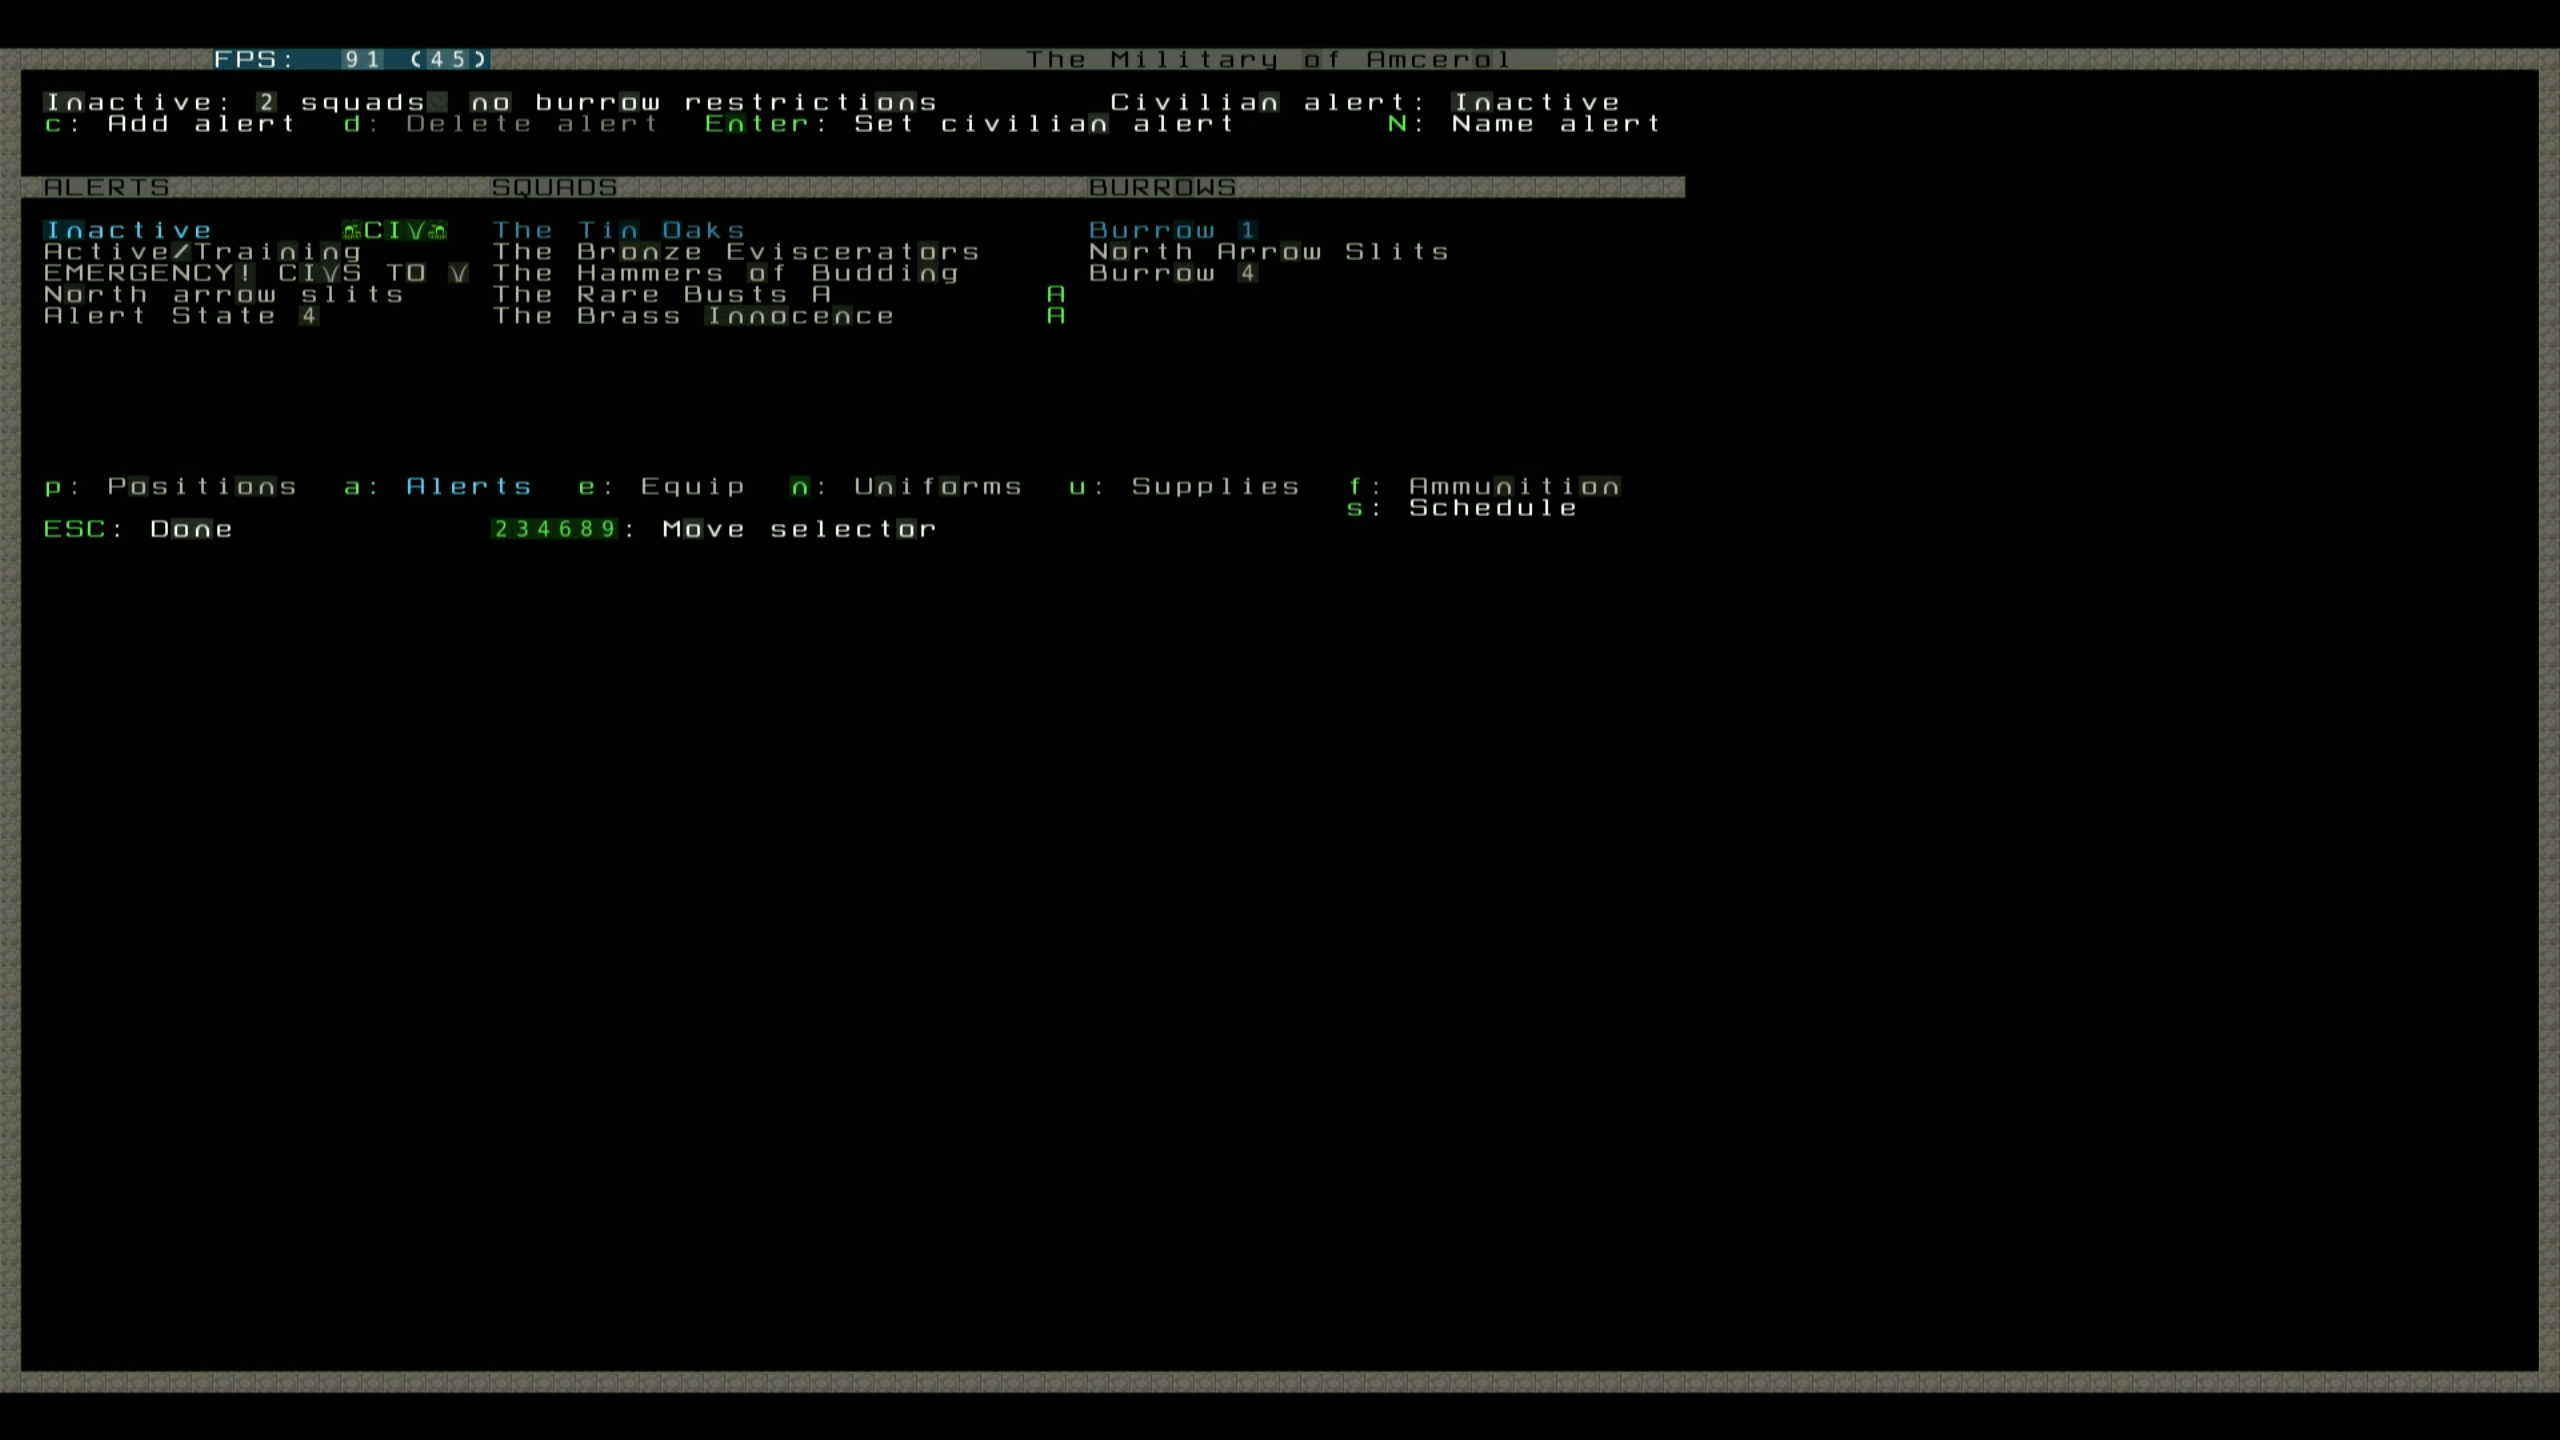 FPS: 91 (45) The Military of Amcerol
Inactive: 2 squads no burrow restrictions Civilian alert: Inactive
c: Add alert d: Delete alert Enter: Set civilian alert N: Name alert
ALERTS SQUADS BURROWS
Inactive CIV The Tin Oaks Burrow 1
Active/Training The Bronze Eviscerators North Arrow Slits
EMERGENCY! CIVS TO V The Hammers of Budding Burrow 4
North arrow slits The Rare Busts A A
Alert State 4 The Brass Innocence A
p: Positions a: Alerts e: Equip n: Uniforms u: Supplies f: Ammunition
s: Schedule
ESC: Done 234689: Move selector